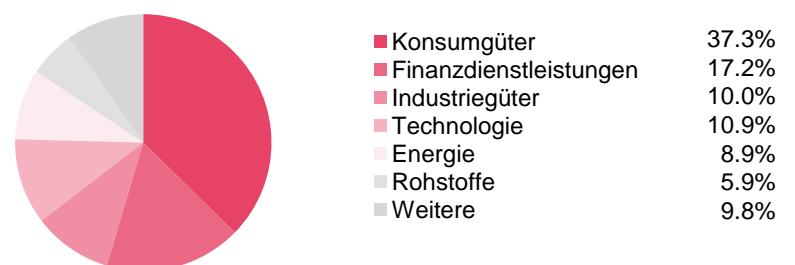 Konsumgüter 37.3%
Finanzdienstleistungen 17.2%
Industriegüter 10.0%
Technologie 10.9%
Energie 8.9%
Rohstoffe 5.9%
Weitere 9.8%